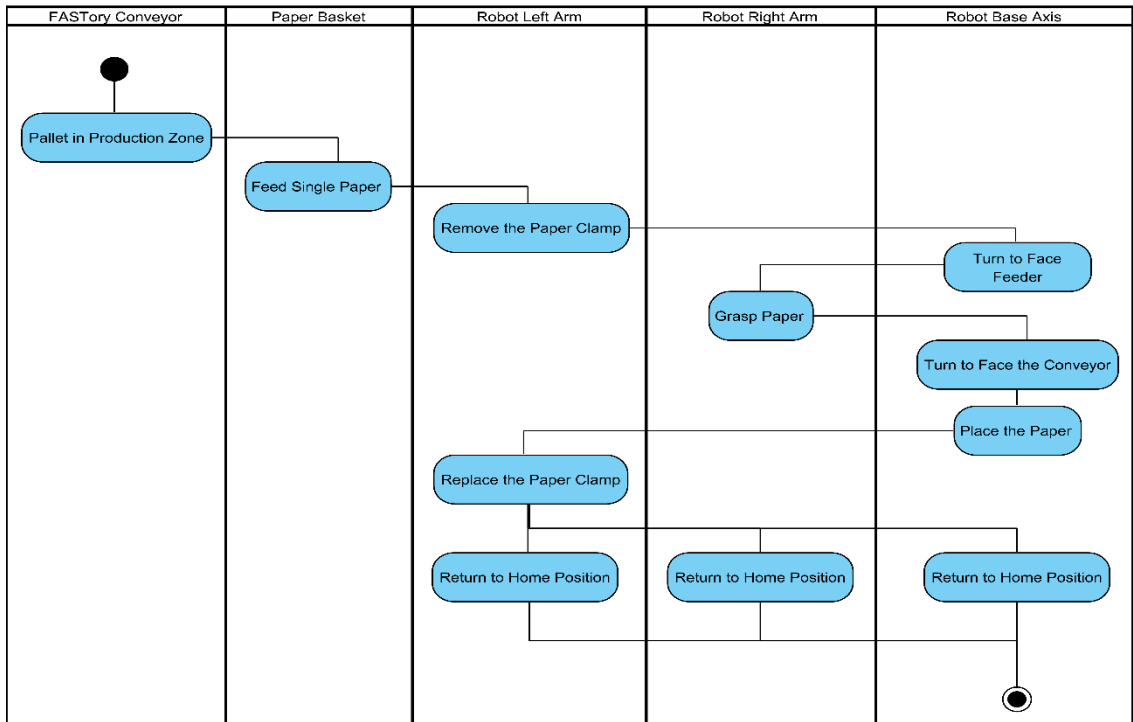 FASTory Conveyor
Paper Basket
Robot Left Arm
Robot Right Arm
Robot Base Axis
Pallet in Production Zone
Feed Single Paper
Remove the Paper Clamp
Turn to Face
Feeder
Grasp Paper
Turn to Face the Conveyor
Place the Paper
Replace the Paper Clamp
Return to Home Position
Return to Home Position
Return to Home Position